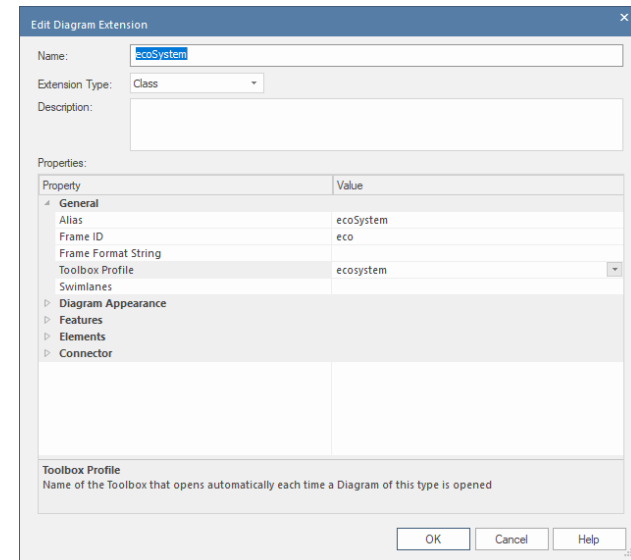 Edit Diagram Extension
Name: ecoSystem
Extension Type: Class
Description:
Properties:
Property Value
General
Alias ecoSystem
Frame ID eco
Frame Format String
Toolbox Profile ecosystem
Swimlanes
Diagram Appearance
Features
Elements
Connector
Toolbox Profile
Name of the Toolbox that opens automatically each time a Diagram of this type is opened
OK Cancel Help